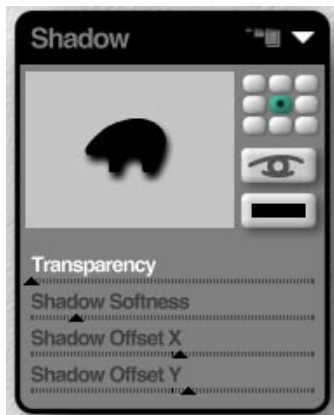 Shadow
Transparency
Shadow Softness
Shadow Offset X
Shadow Offset Y